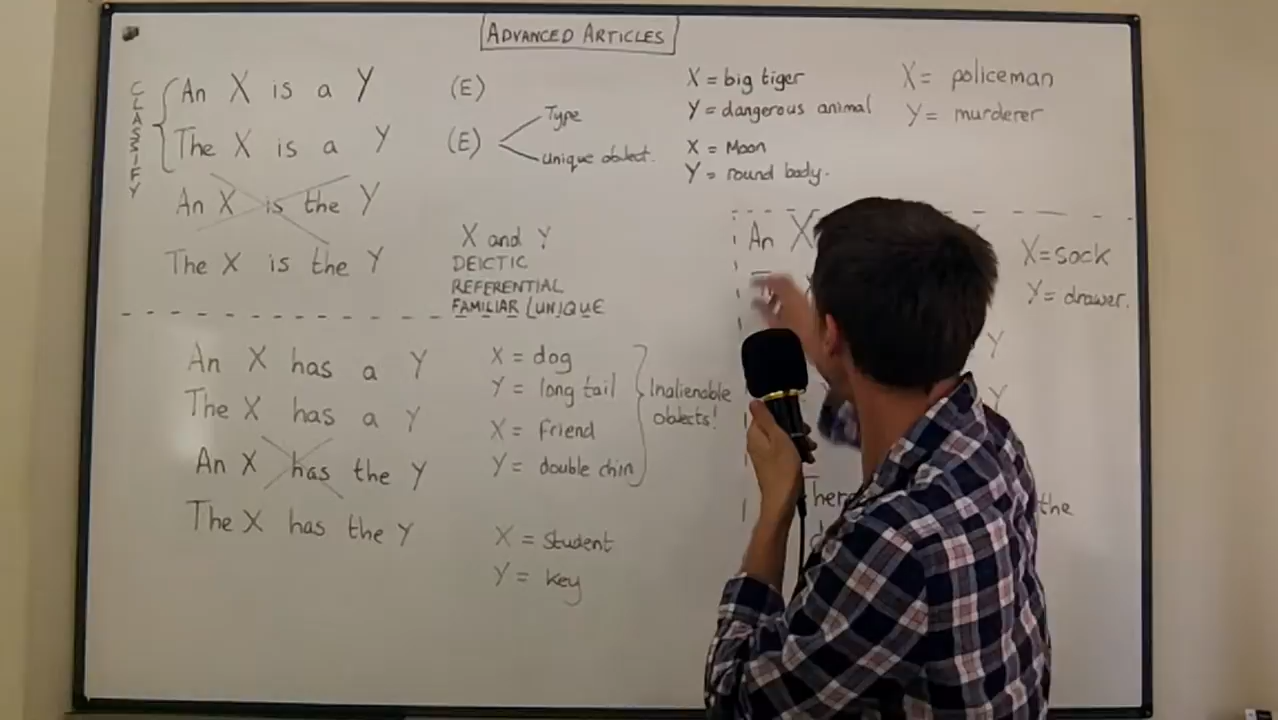 ADVANCED ARTICLES
CLASSIFY
An X is a Y (E)
The X is a Y (E)
Type
Unique object.
An X is the Y
The X is the Y
X and Y
DEICTIC
REFERENTIAL
FAMILIAR/UNIQUE
X = big tiger
Y = dangerous animal
X = Moon
Y = round body.
X = policeman
Y = murderer
An X has a Y
The X has a Y
An X has the Y
The X has the Y
X = dog
Y = long tail
X = Friend
Y = double chin
Inalienable
objects!
X = Student
Y = key
An X
X = sock
Y = drawer.
Y
Y
the